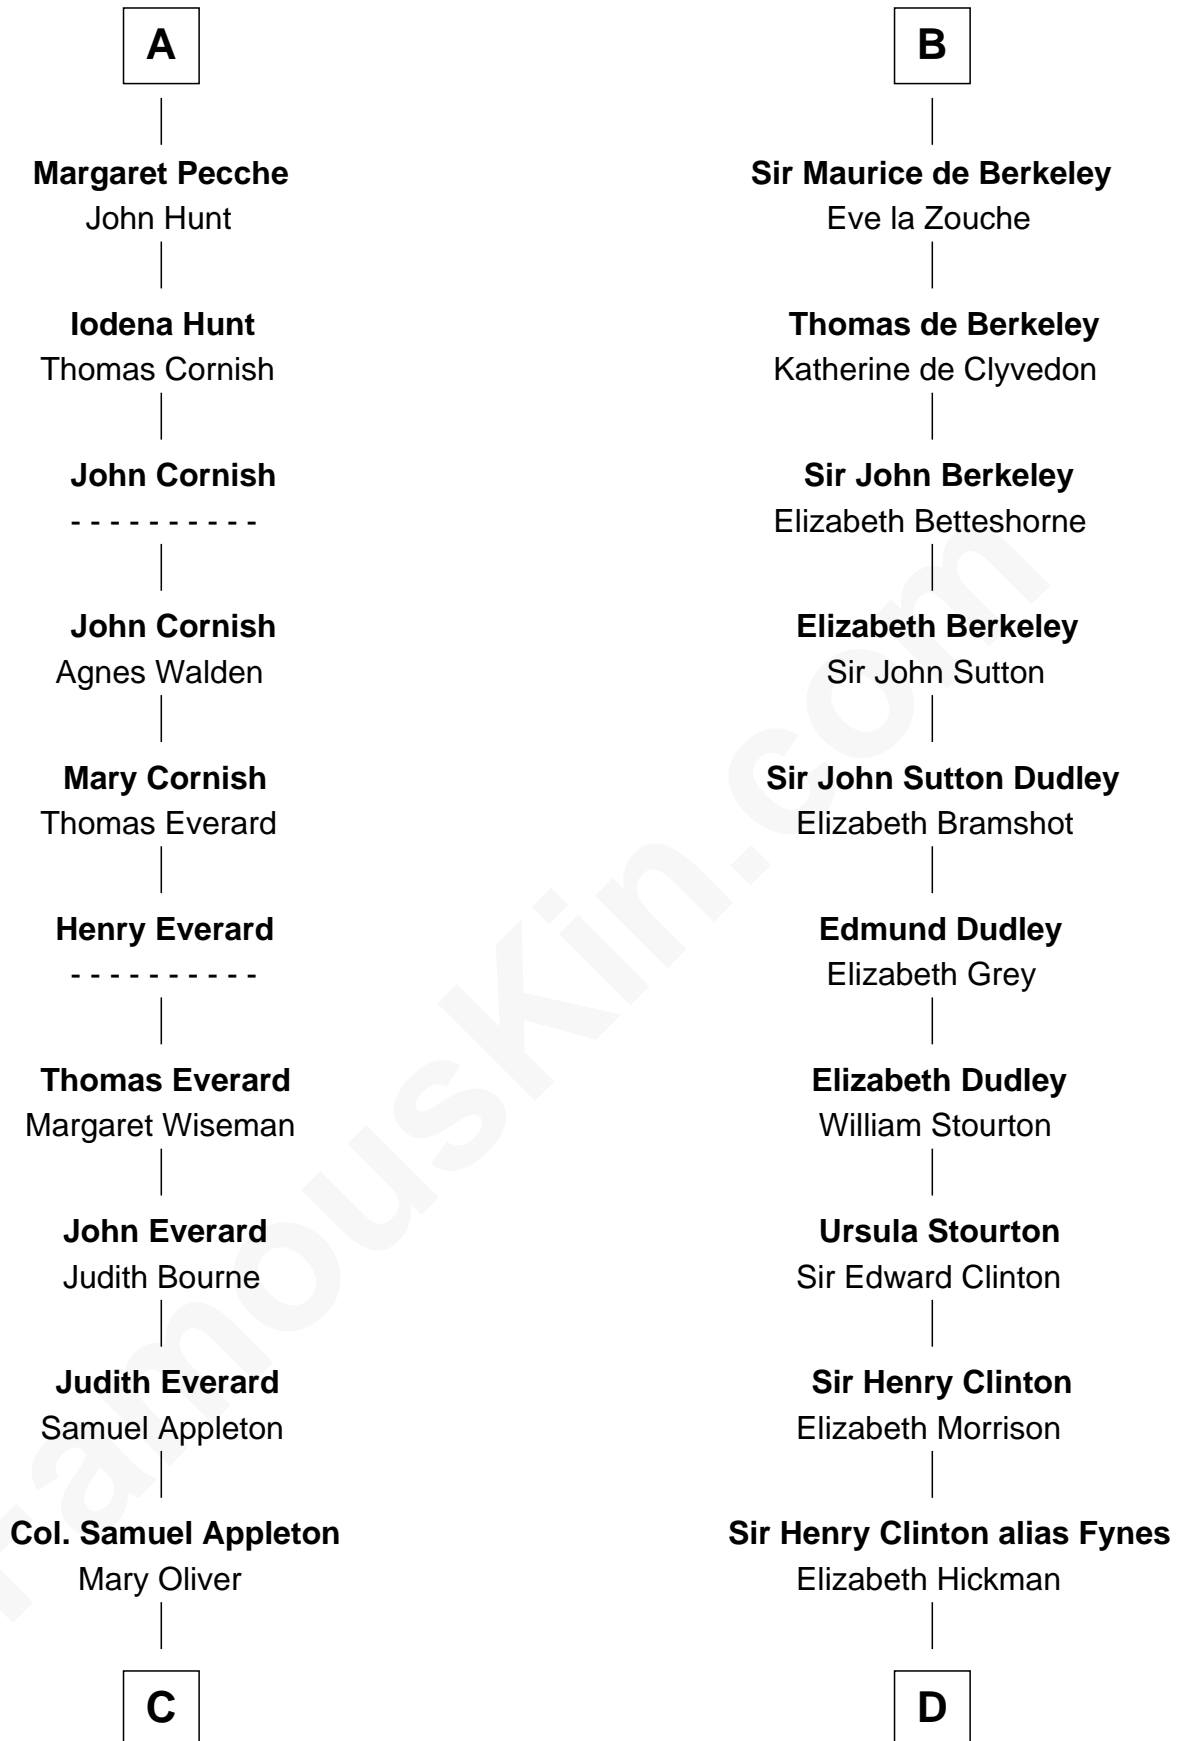 A
Margaret Pecche
John Hunt
Iodena Hunt
Thomas Cornish
John Cornish
- - - - - - - - - -
John Cornish
Agnes Walden
Mary Cornish
Thomas Everard
Henry Everard
- - - - - - - - - -
Thomas Everard
Margaret Wiseman
John Everard
Judith Bourne
Judith Everard
Samuel Appleton
Col. Samuel Appleton
Mary Oliver
C
B
Sir Maurice de Berkeley
Eve la Zouche
Thomas de Berkeley
Katherine de Clyvedon
Sir John Berkeley
Elizabeth Betteshorne
Elizabeth Berkeley
Sir John Sutton
Sir John Sutton Dudley
Elizabeth Bramshot
Edmund Dudley
Elizabeth Grey
Elizabeth Dudley
William Stourton
Ursula Stourton
Sir Edward Clinton
Sir Henry Clinton
Elizabeth Morrison
Sir Henry Clinton alias Fynes
Elizabeth Hickman
D
FamousKin.com